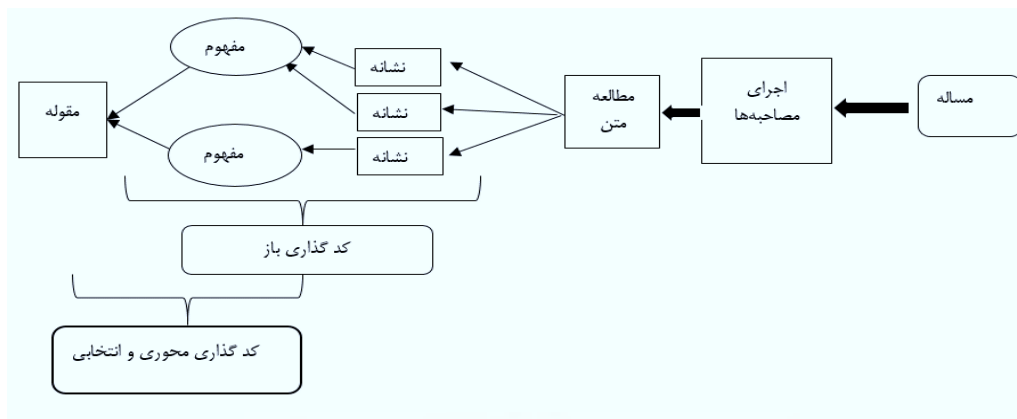 مساله
اجرای
مصاحبه‌ها
مطالعه
متن
نشانه
نشانه
نشانه
مفهوم
مفهوم
مقوله
کد گذاری باز
کد گذاری محوری و انتخابی